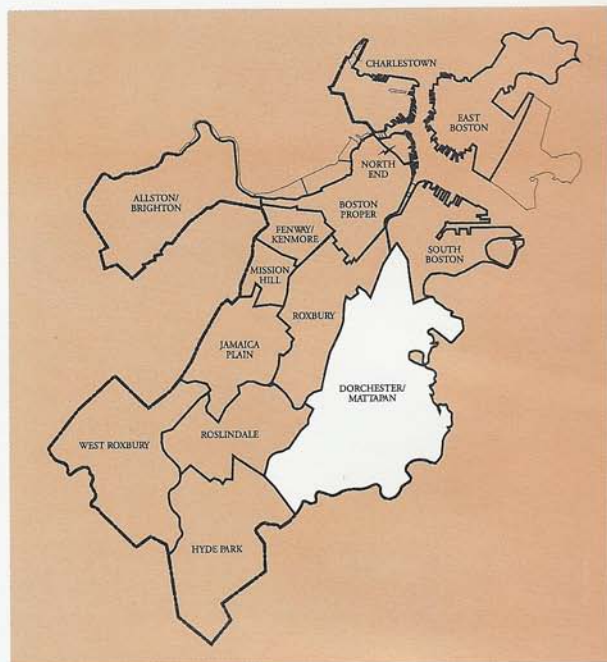 CHARLESTOWN
EAST
BOSTON
NORTH
END
ALLSTON/
BRIGHTON
BOSTON
PROPER
FENWAY/
KENMORE
SOUTH
BOSTON
MISSION
HILL
ROXBURY
JAMAICA
PLAIN
DORCHESTER/
MATTAPAN
WEST ROXBURY
ROSLINDALE
HYDE PARK